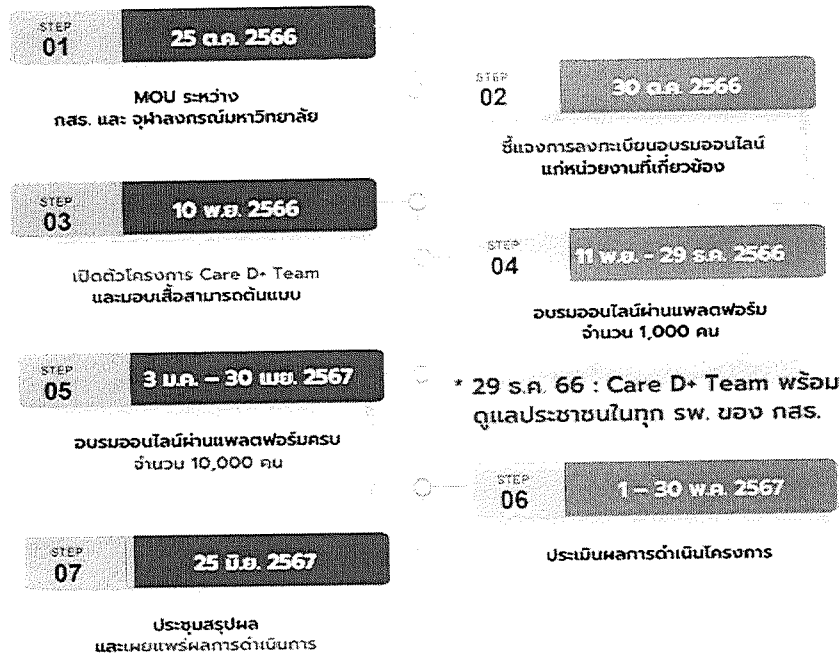 STEP
01
25 ต.ค. 2566
MOU ระหว่าง
กสธ. และ จุฬาลงกรณ์มหาวิทยาลัย
STEP
02
30 ต.ค. 2566
ชี้แจงการลงทะเบียนอบรมออนไลน์
แก่หน่วยงานที่เกี่ยวข้อง
STEP
03
10 พ.ย. 2566
เปิดตัวโครงการ Care D+ Team
และมอบเสื้อสามารถต้นแบบ
STEP
04
11 พ.ย. - 29 ธ.ค. 2566
อบรมออนไลน์ผ่านแพลตฟอร์ม
จำนวน 1,000 คน
STEP
05
3 ม.ค. – 30 เมย. 2567
อบรมออนไลน์ผ่านแพลตฟอร์มครบ
จำนวน 10,000 คน
* 29 ธ.ค. 66 : Care D+ Team พร้อม
ดูแลประชาชนในทุก รพ. ของ กสธ.
STEP
06
1 – 30 พ.ค. 2567
ประเมินผลการดำเนินโครงการ
STEP
07
25 มิ.ย. 2567
ประชุมสรุปผล
และเผยแพร่ผลการดำเนินการ